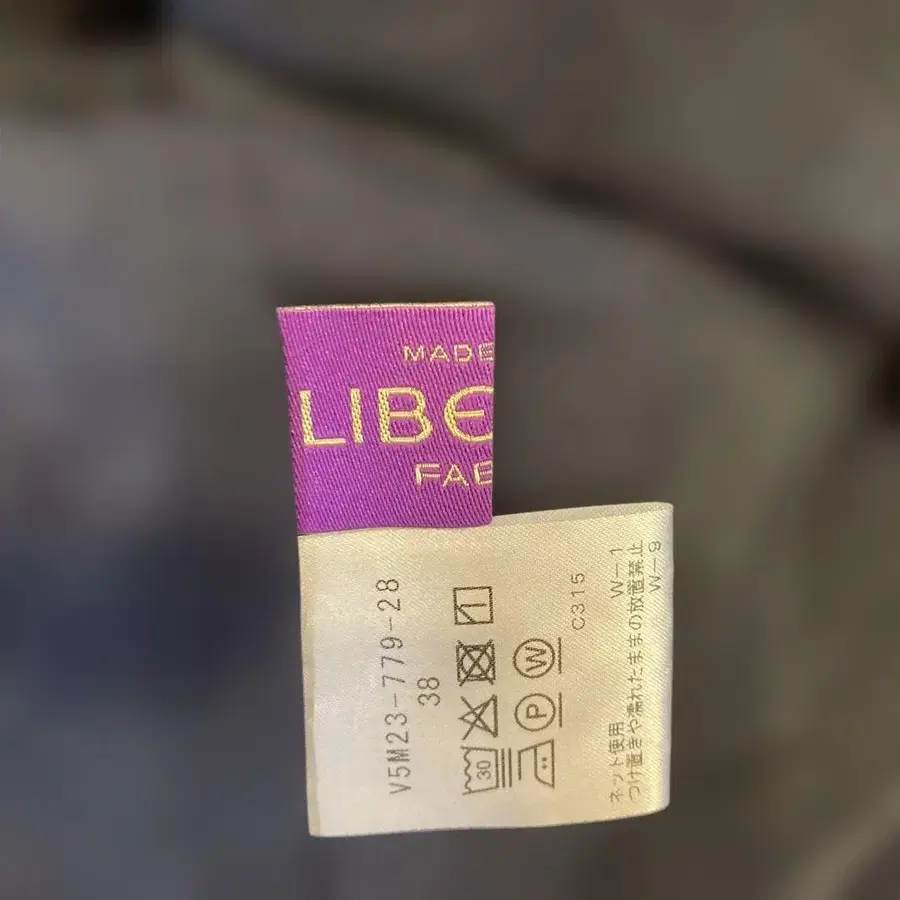 MADE
LIBE
FAB
V5M23-779-28
38
30
P
W
C315
W-1
ネット使用
W-9
つけ置きや濡れたままの放置禁止